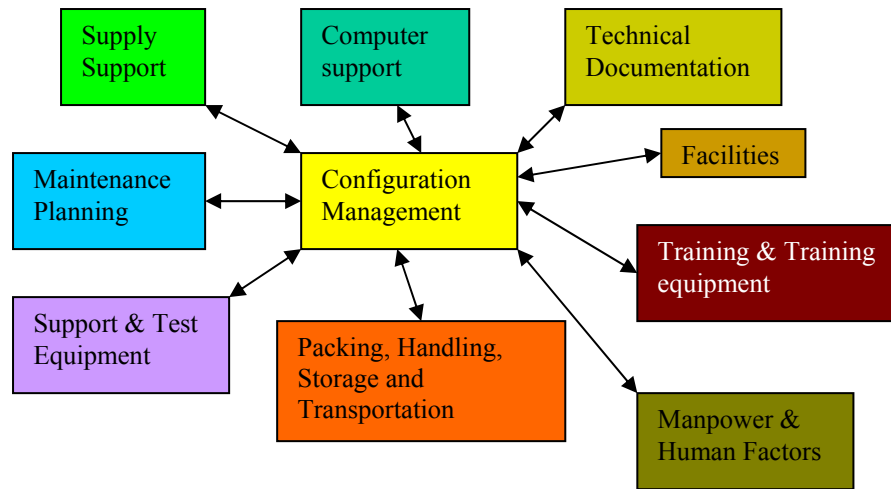 Supply
Support
Computer
support
Technical
Documentation
Facilities
Maintenance
Planning
Configuration
Management
Training & Training
equipment
Support & Test
Equipment
Packing, Handling,
Storage and
Transportation
Manpower &
Human Factors